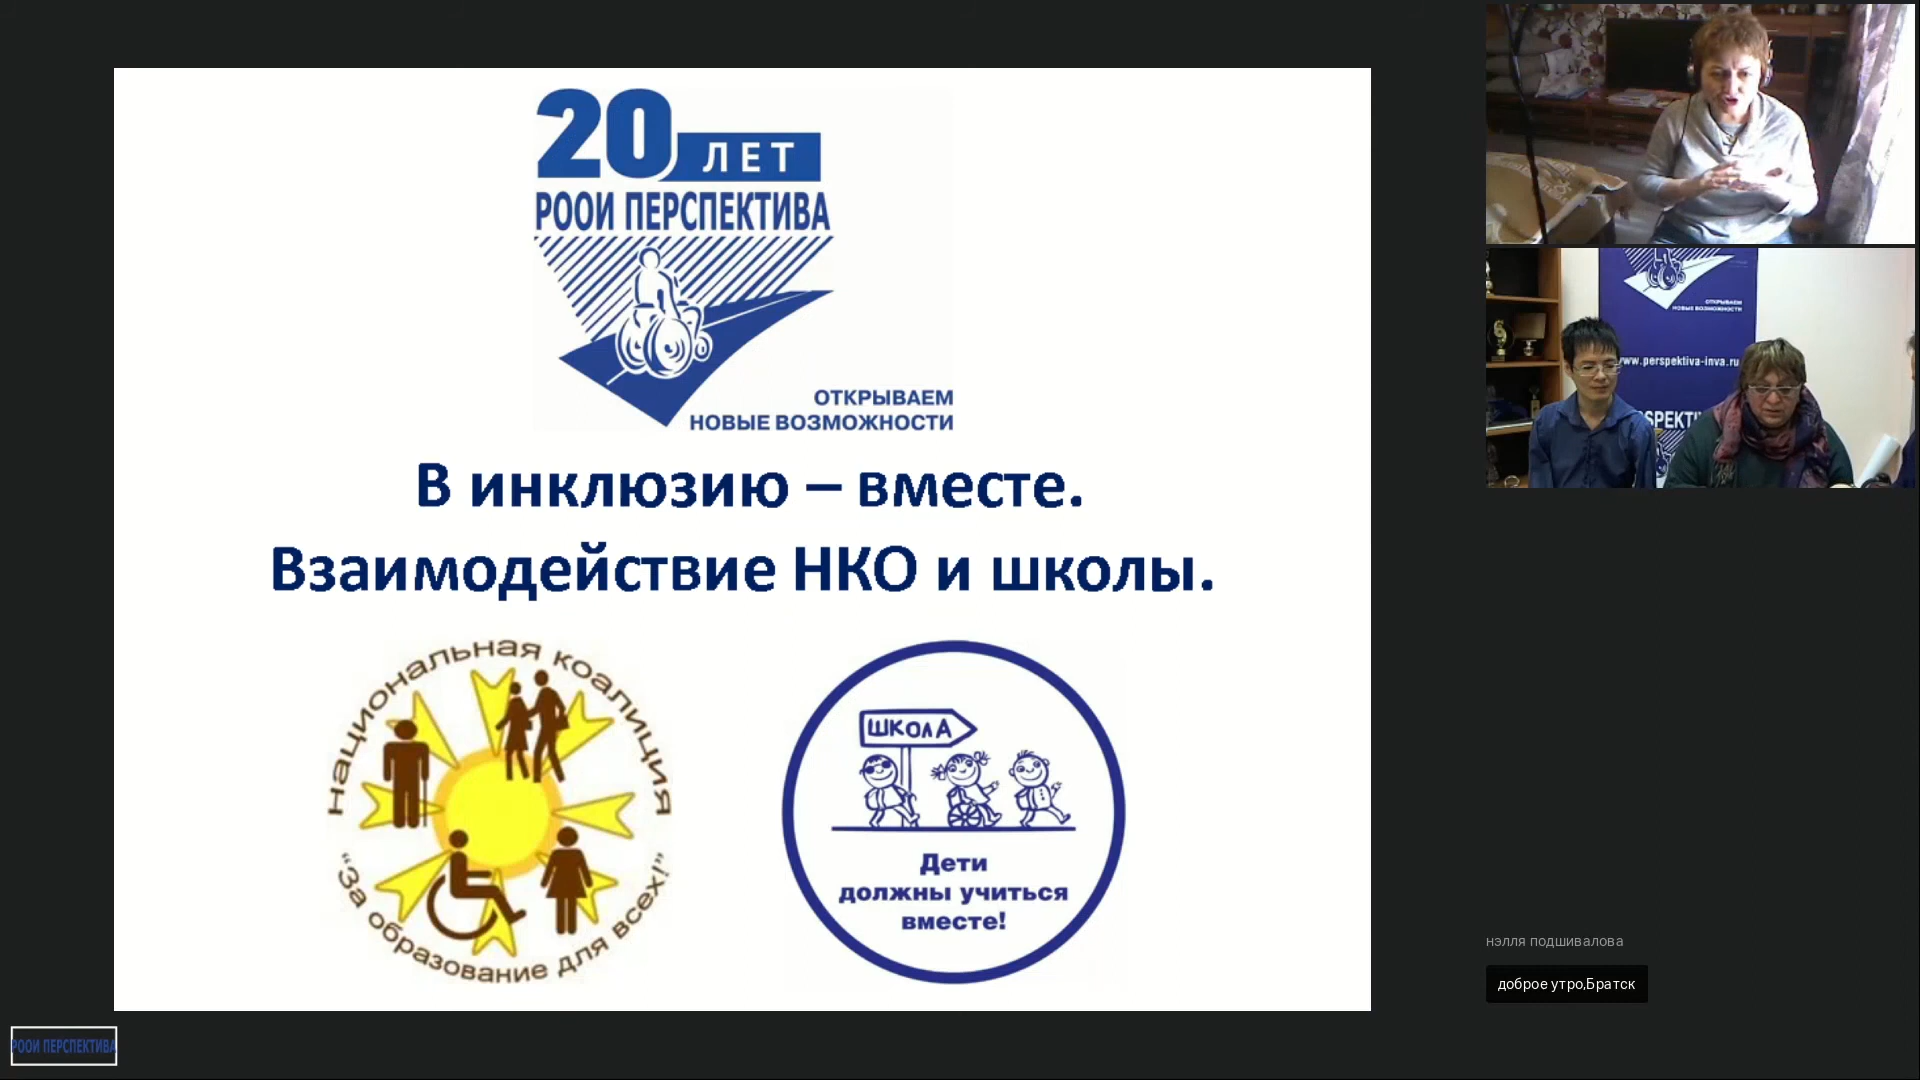 20 ЛЕТ
РООИ ПЕРСПЕКТИВА
ОТКРЫВАЕМ
НОВЫЕ ВОЗМОЖНОСТИ
В инклюзию – вместе.
Взаимодействие НКО и школы.
Национальная коалиция
“За образование для всех!”
ШКОЛА
Дети
должны учиться
вместе!
ОТКРЫВАЕМ
НОВЫЕ ВОЗМОЖНОСТИ
www.perspektiva-inva.ru
нэлля подшивалова
доброе утро,Братск
РООИ ПЕРСПЕКТИВА